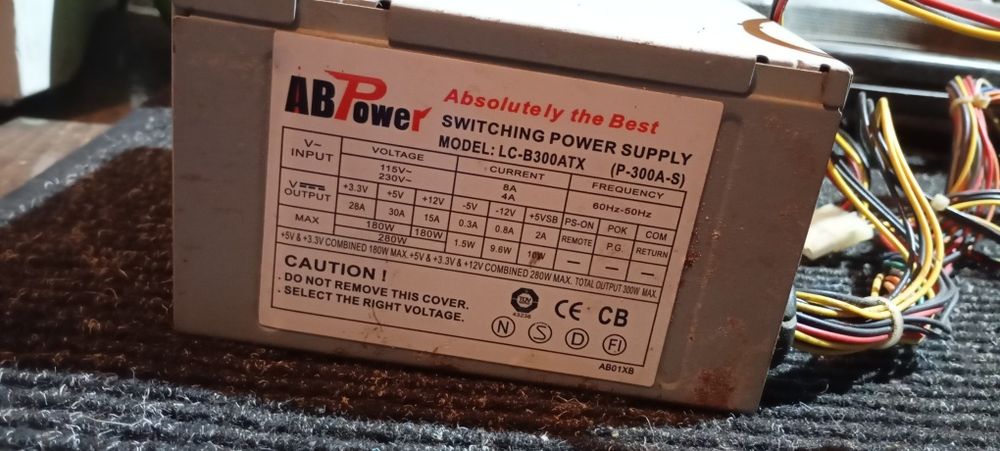 ABPower
Absolutely the Best
SWITCHING POWER SUPPLY
MODEL: LC-B300ATX (P-300A-S)
V~ INPUT VOLTAGE CURRENT FREQUENCY
115V~ 8A 60Hz-50Hz
230V~ 4A
V⎓ OUTPUT +3.3V +5V +12V -5V -12V +5VSB PS-ON POK COM
28A 30A 15A 0.3A 0.8A 2A REMOTE P.G. RETURN
MAX 180W 180W 1.5W 9.6W 10W — — —
280W
+5V & +3.3V COMBINED 180W MAX.+5V & +3.3V & +12V COMBINED 280W MAX. TOTAL OUTPUT 300W MAX.
CAUTION !
. DO NOT REMOVE THIS COVER.
. SELECT THE RIGHT VOLTAGE.
TÜV CE CB
43236
N S D FI
AB01XB